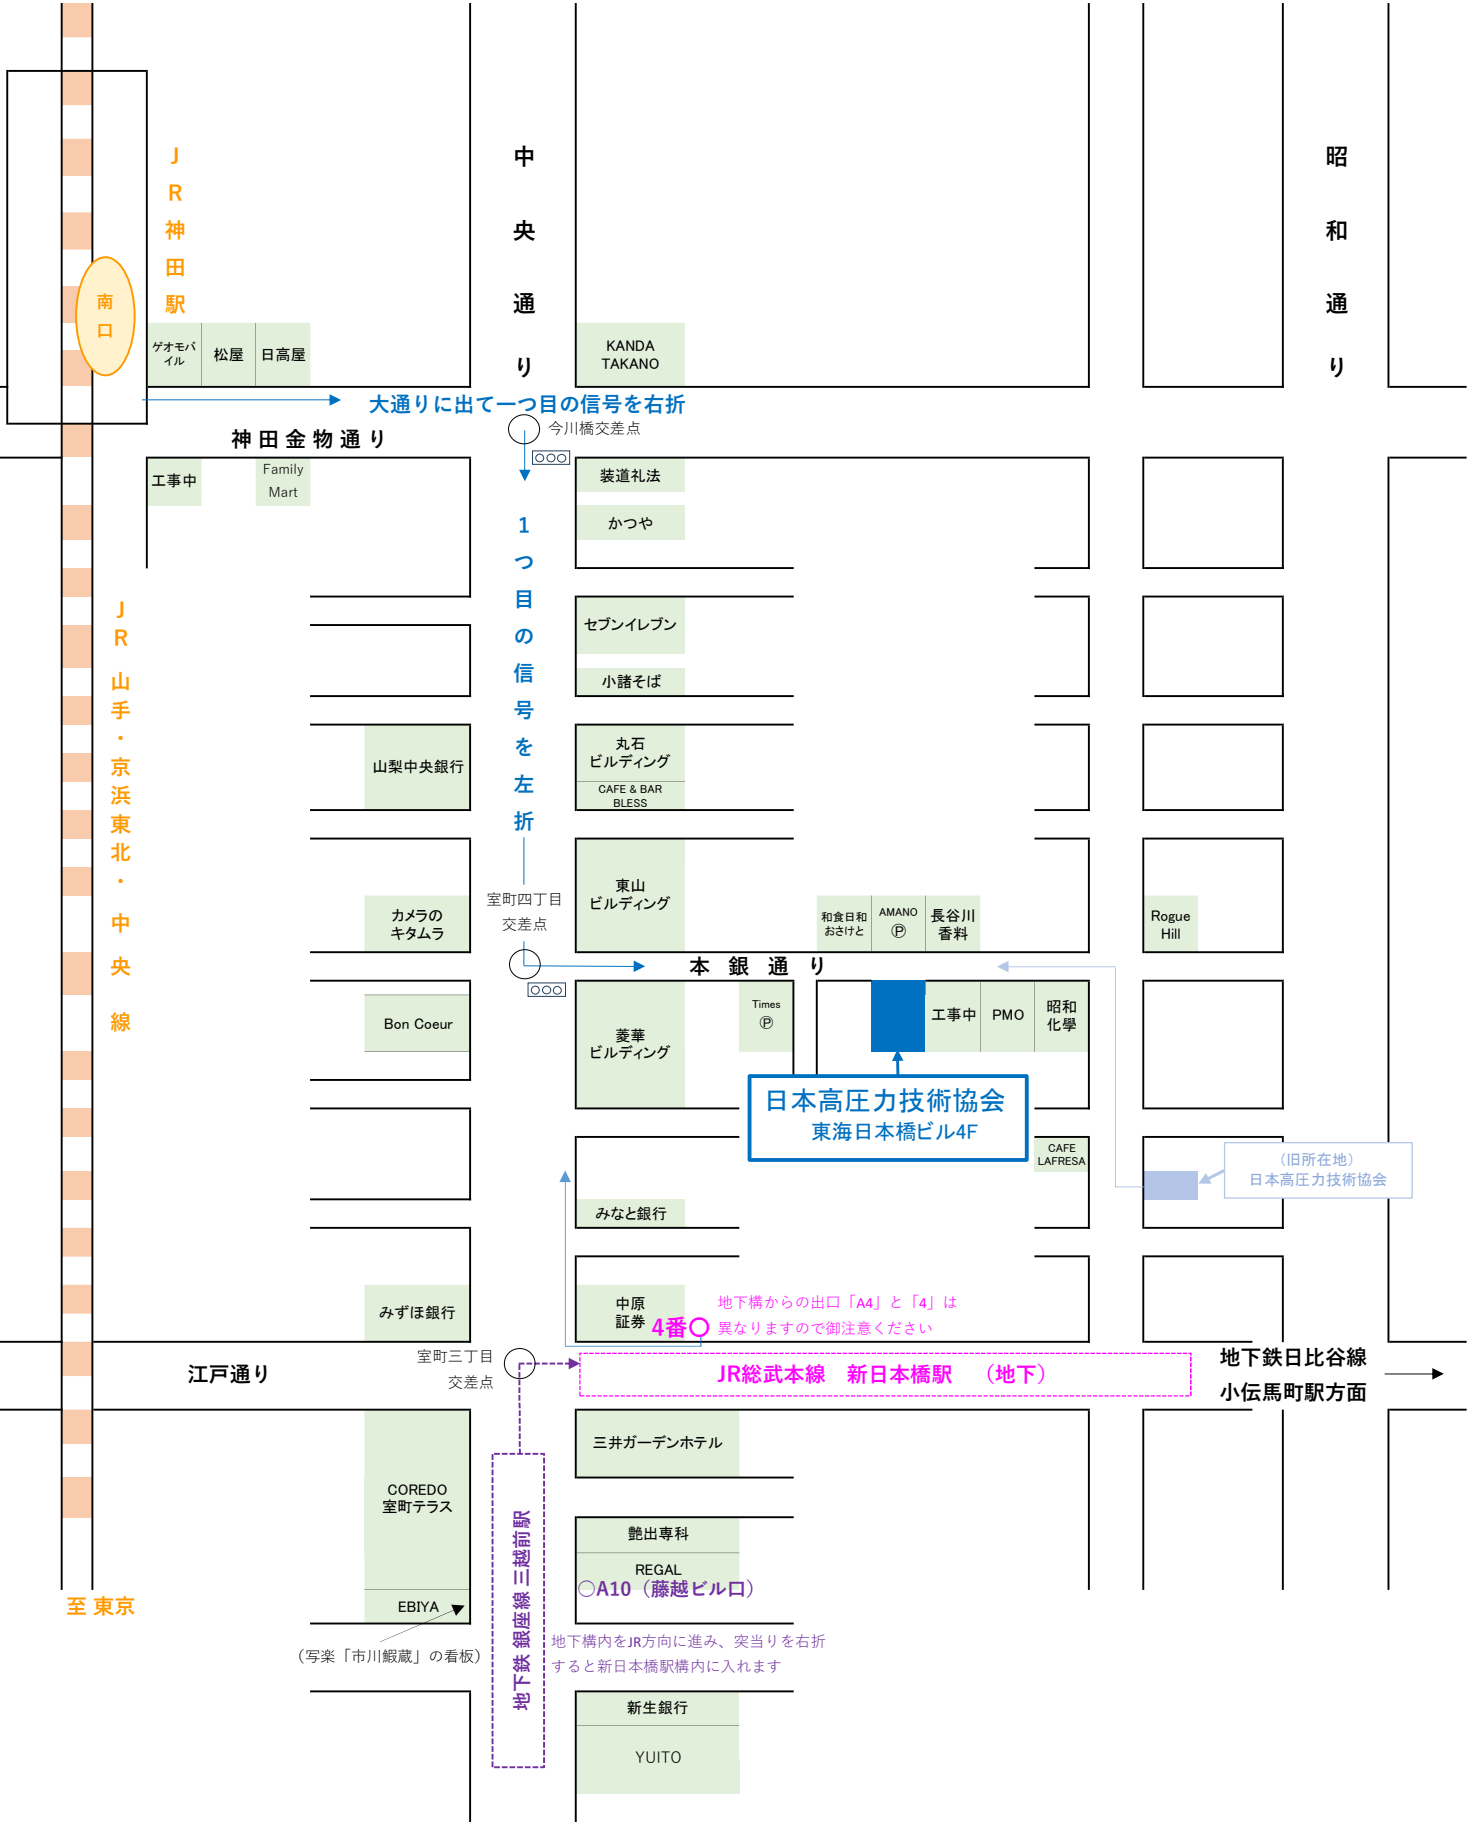 JR神田駅
中央通り
昭和通り
南口
ゲオモバイル
松屋
日高屋
KANDA
TAKANO
大通りに出て一つ目の信号を右折
今川橋交差点
神田金物通り
工事中
Family
Mart
装道礼法
かつや
1つ目の信号を左折
JR 山手・京浜東北・中央線
セブンイレブン
小諸そば
山梨中央銀行
丸石
ビルディング
CAFE & BAR
BLESS
室町四丁目
交差点
カメラの
キタムラ
東山
ビルディング
和食日和
おさけと
AMANO
Ⓟ
長谷川
香料
Rogue
Hill
本銀通り
Bon Coeur
菱華
ビルディング
Times
Ⓟ
工事中
PMO
昭和
化學
日本高圧力技術協会
東海日本橋ビル4F
CAFE
LAFRESA
(旧所在地)
日本高圧力技術協会
みなと銀行
みずほ銀行
中原
証券
4番〇
地下構からの出口「A4」と「4」は
異なりますので御注意ください
江戸通り
室町三丁目
交差点
JR総武本線 新日本橋駅 (地下)
地下鉄日比谷線
小伝馬町駅方面
COREDO
室町テラス
EBIYA
三井ガーデンホテル
艶出専科
REGAL
〇A10(藤越ビル口)
地下鉄 銀座線 三越前駅
至 東京
(写楽「市川鰕蔵」の看板)
地下構内をJR方向に進み、突当りを右折
すると新日本橋駅構内に入れます
新生銀行
YUITO